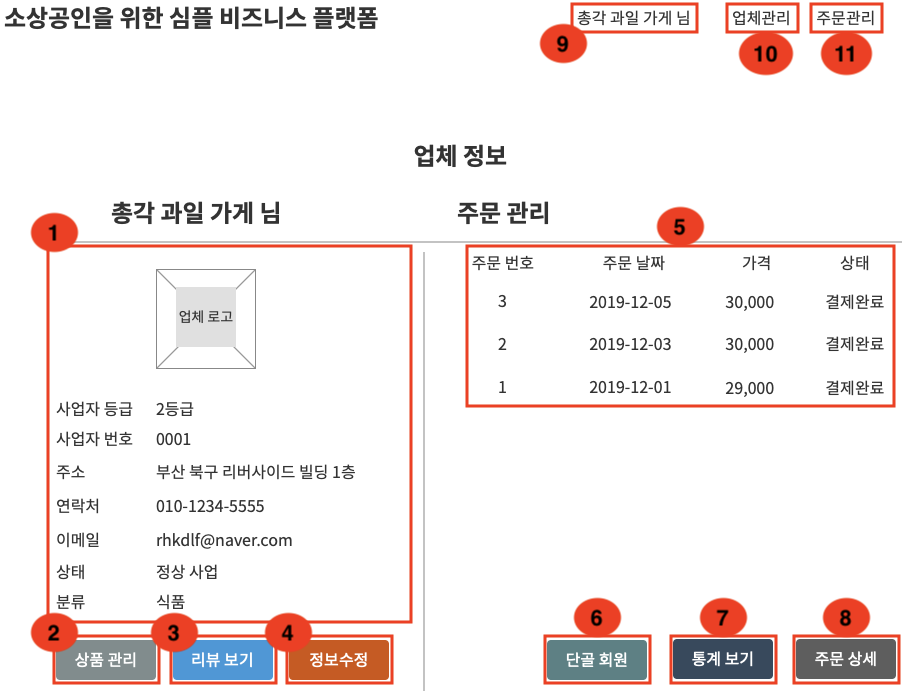 소상공인을 위한 심플 비즈니스 플랫폼
총각 과일 가게 님 업체관리 주문관리
9 10 11
업체 정보
총각 과일 가게 님
주문 관리
1
업체 로고
사업자 등급 2등급
사업자 번호 0001
주소 부산 북구 리버사이드 빌딩 1층
연락처 010-1234-5555
이메일 rhkdlf@naver.com
상태 정상 사업
분류 식품
2 3 4
상품 관리 리뷰 보기 정보수정
5
주문 번호 주문 날짜 가격 상태
3 2019-12-05 30,000 결제완료
2 2019-12-03 30,000 결제완료
1 2019-12-01 29,000 결제완료
6 7 8
단골 회원 통계 보기 주문 상세